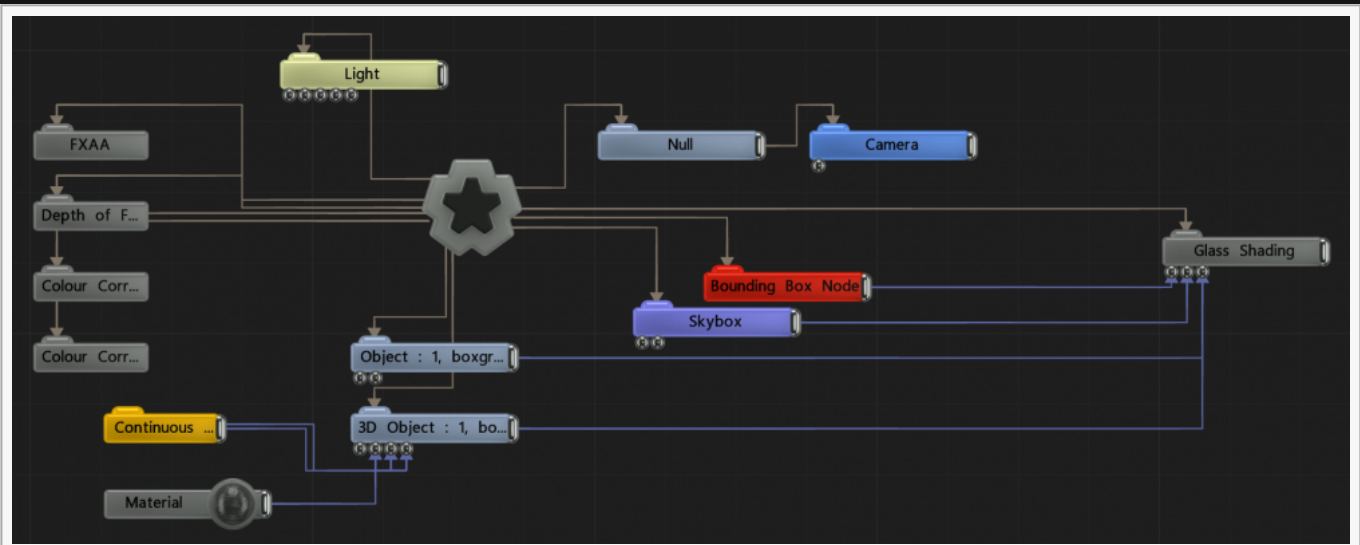 Light
FXAA
Null
Camera
Depth of F...
Glass Shading
Colour Corr...
Bounding Box Node
Skybox
Colour Corr...
Object : 1, boxgr...
Continuous ...
3D Object : 1, bo...
Material